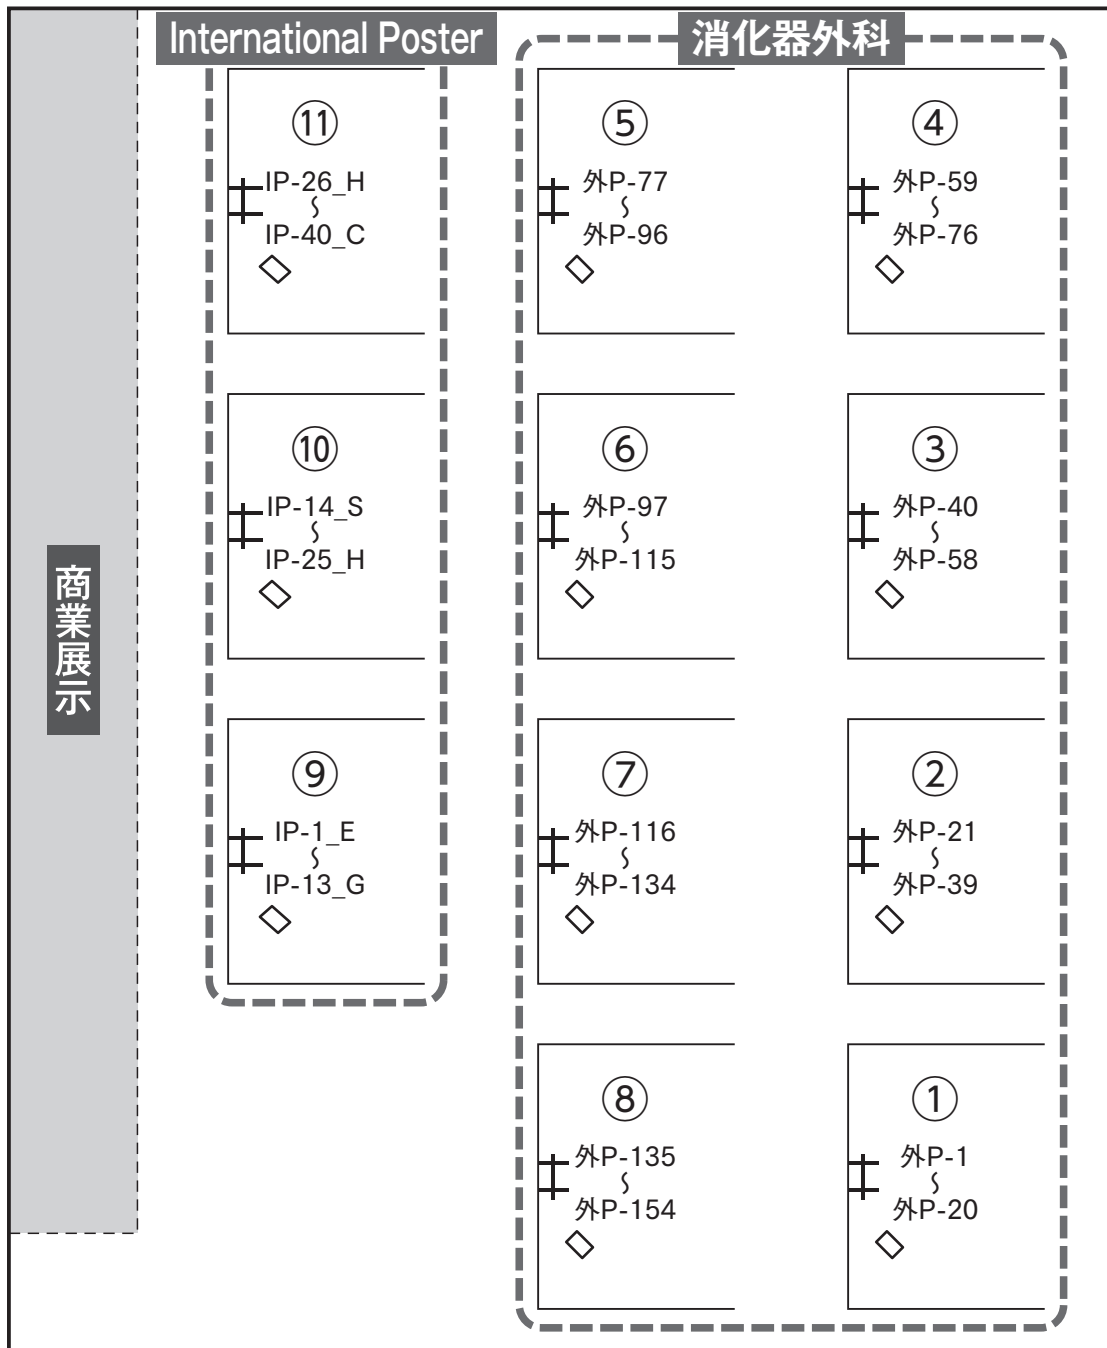 International Poster
消化器外科
商業展示
⑪
IP-26_H
〜
IP-40_C
⑩
IP-14_S
〜
IP-25_H
⑨
IP-1_E
〜
IP-13_G
⑤
外P-77
〜
外P-96
⑥
外P-97
〜
外P-115
⑦
外P-116
〜
外P-134
⑧
外P-135
〜
外P-154
④
外P-59
〜
外P-76
③
外P-40
〜
外P-58
②
外P-21
〜
外P-39
①
外P-1
〜
外P-20